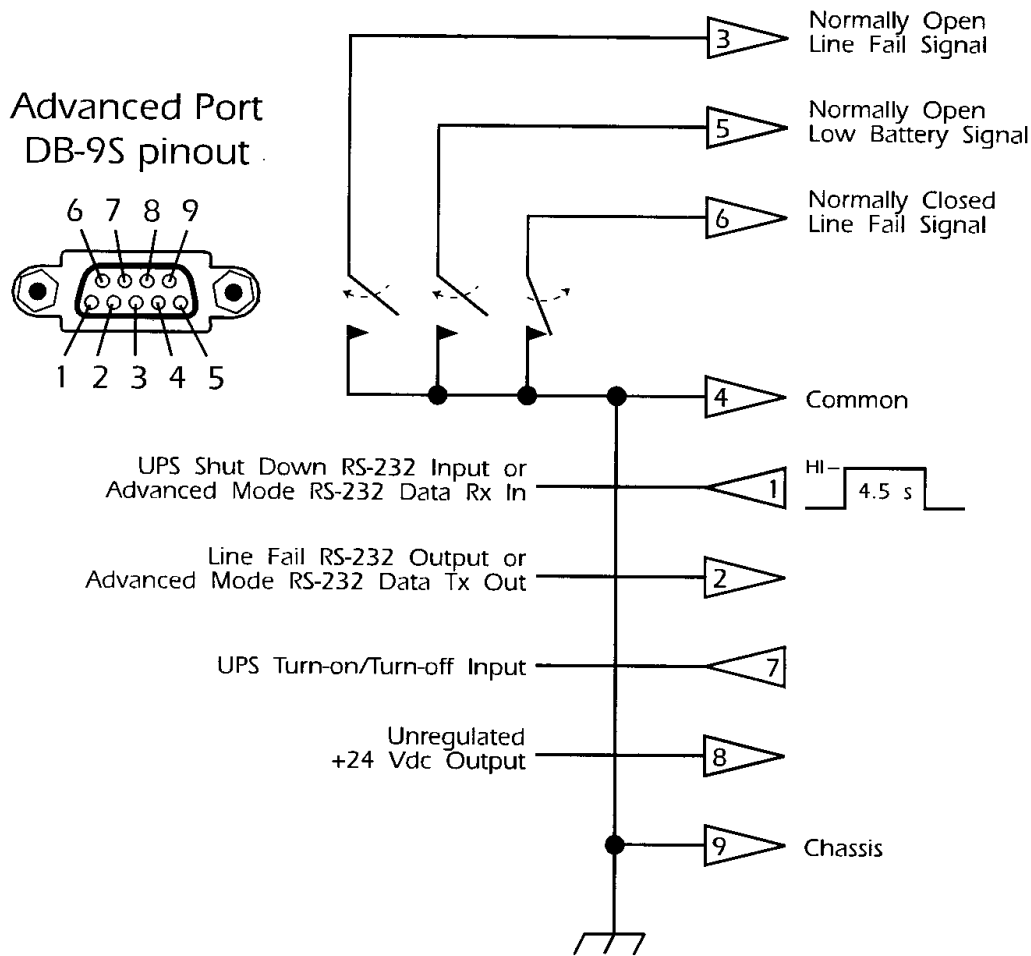 Advanced Port
DB-9S pinout
6 7 8 9
1 2 3 4 5
3
Normally Open
Line Fail Signal
5
Normally Open
Low Battery Signal
6
Normally Closed
Line Fail Signal
4
Common
UPS Shut Down RS-232 Input or
Advanced Mode RS-232 Data Rx In
1
HI
4.5 s
Line Fail RS-232 Output or
Advanced Mode RS-232 Data Tx Out
2
UPS Turn-on/Turn-off Input
7
Unregulated
+24 Vdc Output
8
9
Chassis